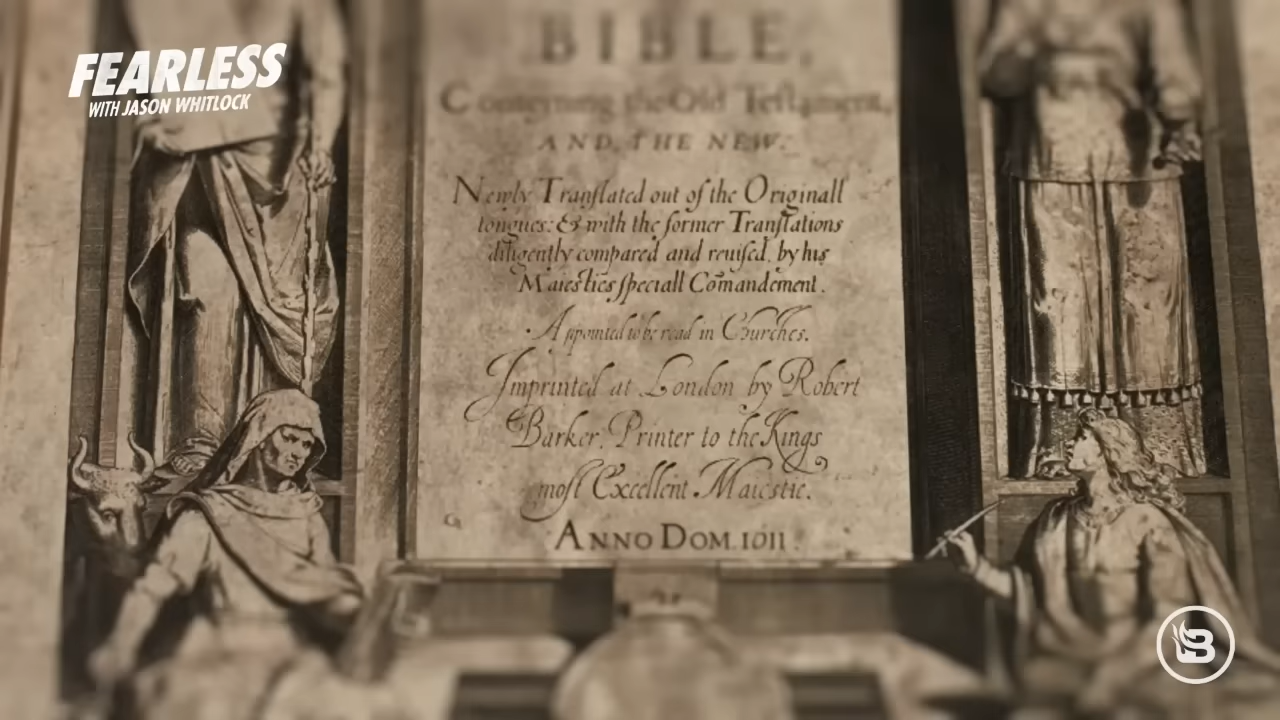 FEARLESS
WITH JASON WHITLOCK
BIBLE,
Conteyning the Old Teſtament,
AND THE NEW:
Newly Tranſlated out of the Originall
tongues: & with the former Tranſlations
diligently compared and reuiſed, by his
Maiesties ſpeciall Comandement.
Appointed to be read in Churches.
Imprinted at London by Robert
Barker, Printer to the Kings
moſt Excellent Maiestie.
ANNO DOM. 1611.
B